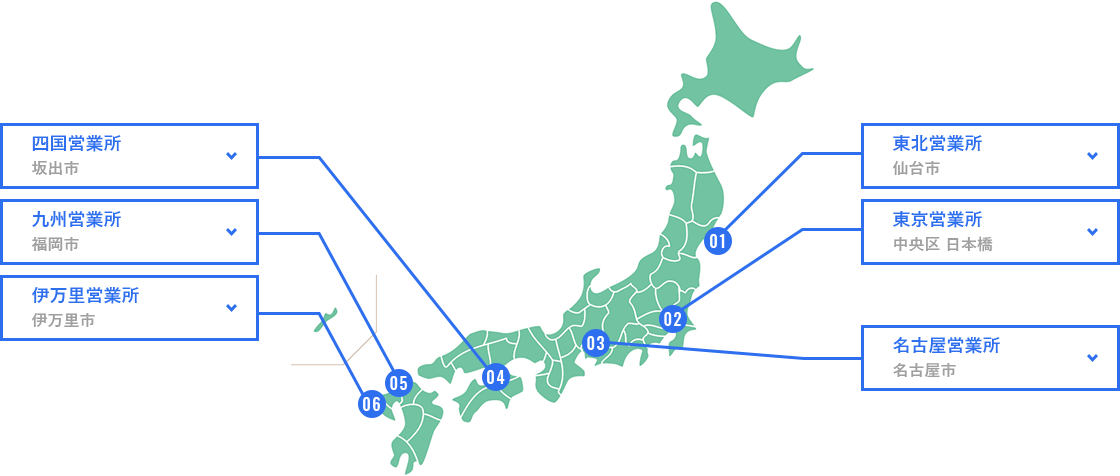 四国営業所
坂出市
九州営業所
福岡市
伊万里営業所
伊万里市
東北営業所
仙台市
東京営業所
中央区 日本橋
名古屋営業所
名古屋市
01
02
03
04
05
06